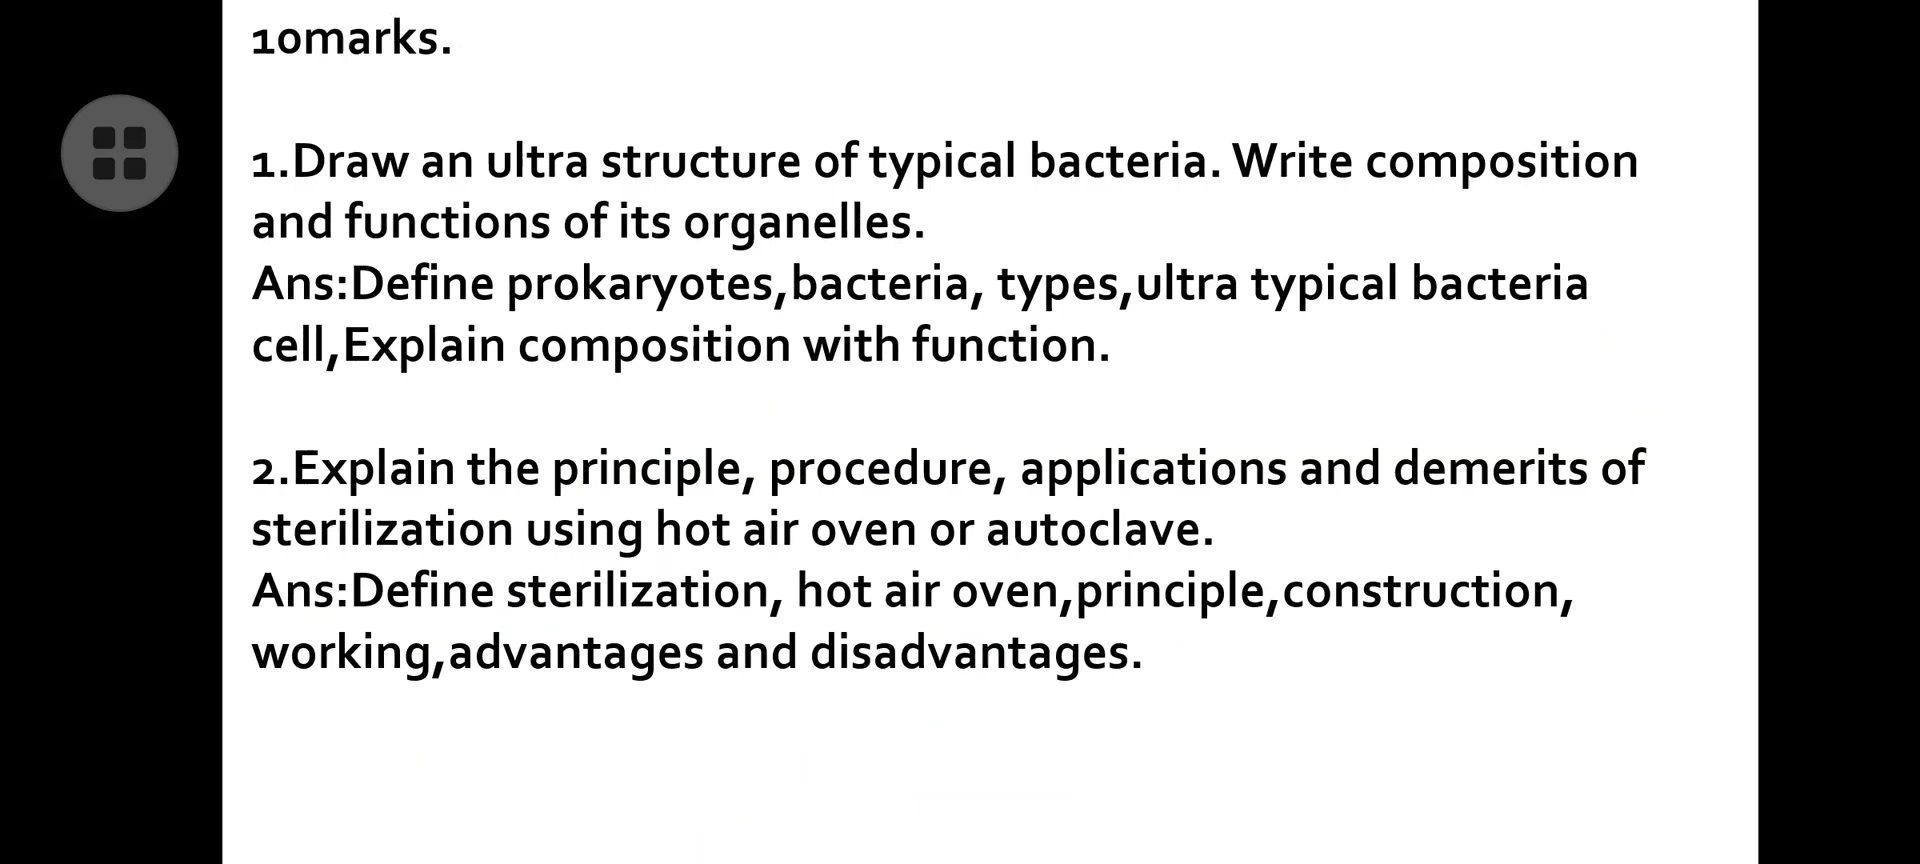 10marks.
1.Draw an ultra structure of typical bacteria. Write composition
and functions of its organelles.
Ans:Define prokaryotes,bacteria, types,ultra typical bacteria
cell,Explain composition with function.
2.Explain the principle, procedure, applications and demerits of
sterilization using hot air oven or autoclave.
Ans:Define sterilization, hot air oven,principle,construction,
working,advantages and disadvantages.